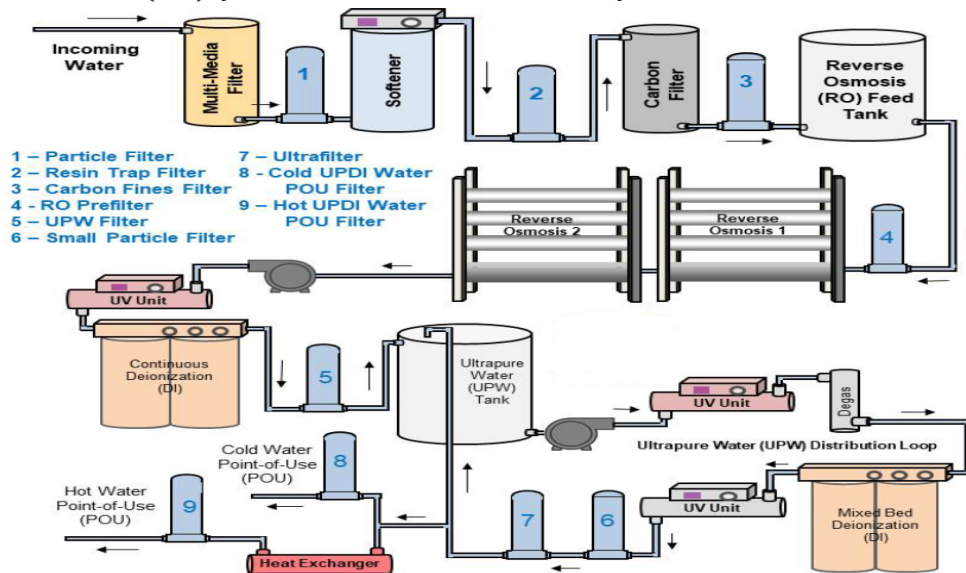 Incoming
Water
Multi-Media
Filter
1
Softener
2
Carbon
Filter
3
Reverse
Osmosis
(RO) Feed
Tank
1 – Particle Filter
2 – Resin Trap Filter
3 – Carbon Fines Filter
4 - RO Prefilter
5 – UPW Filter
6 – Small Particle Filter
7 – Ultrafilter
8 - Cold UPDI Water
POU Filter
9 – Hot UPDI Water
POU Filter
Reverse
Osmosis 2
Reverse
Osmosis 1
4
UV Unit
Continuous
Deionization
(DI)
5
Ultrapure
Water
(UPW)
Tank
UV Unit
Degas
Ultrapure Water (UPW) Distribution Loop
Cold Water
Point-of-Use
(POU)
8
Hot Water
Point-of-Use
(POU)
9
Heat Exchanger
7
6
UV Unit
Mixed Bed
Deionization
(DI)